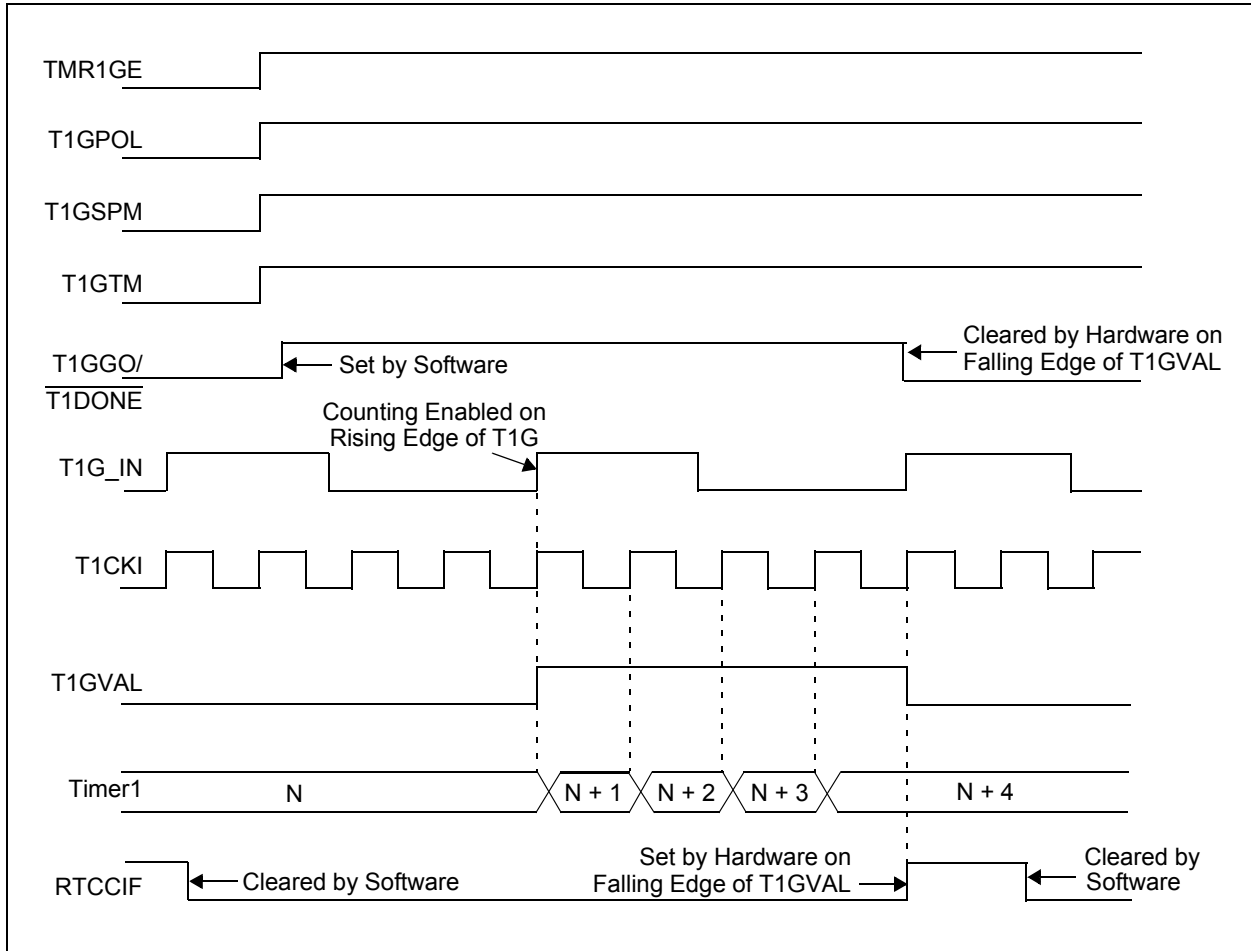 TMR1GE
T1GPOL
T1GSPM
T1GTM
T1GGO/
T1DONE
Set by Software
Cleared by Hardware on
Falling Edge of T1GVAL
Counting Enabled on
Rising Edge of T1G
T1G_IN
T1CKI
T1GVAL
Timer1
N
N + 1
N + 2
N + 3
N + 4
RTCCIF
Cleared by Software
Set by Hardware on
Falling Edge of T1GVAL
Cleared by
Software